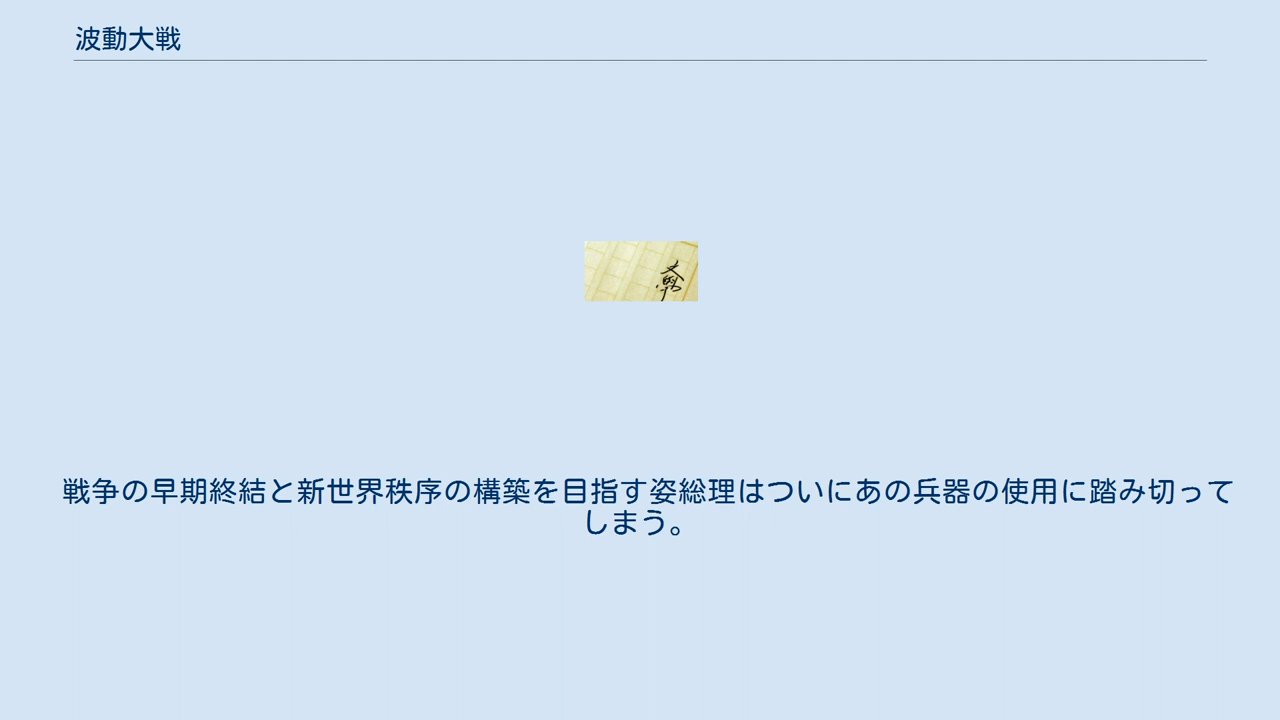 波動大戦
戦争の早期終結と新世界秩序の構築を目指す姿総理はついにあの兵器の使用に踏み切って
しまう。